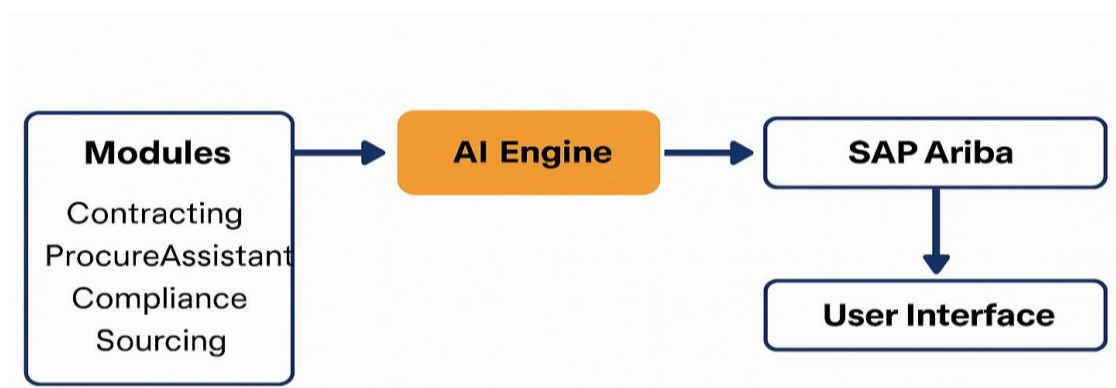 Modules
Contracting
ProcureAssistant
Compliance
Sourcing
AI Engine
SAP Ariba
User Interface